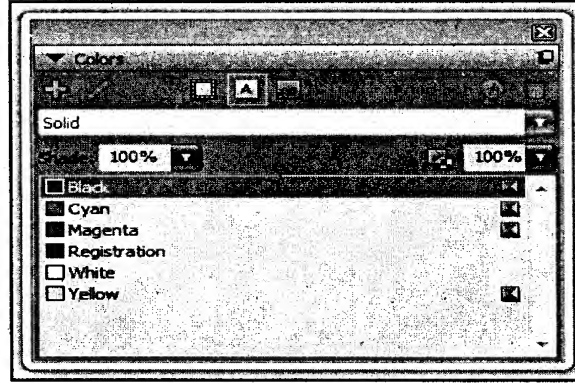 Colors
A
Solid
Shade 100% 100%
Black
Cyan
Magenta
Registration
White
Yellow